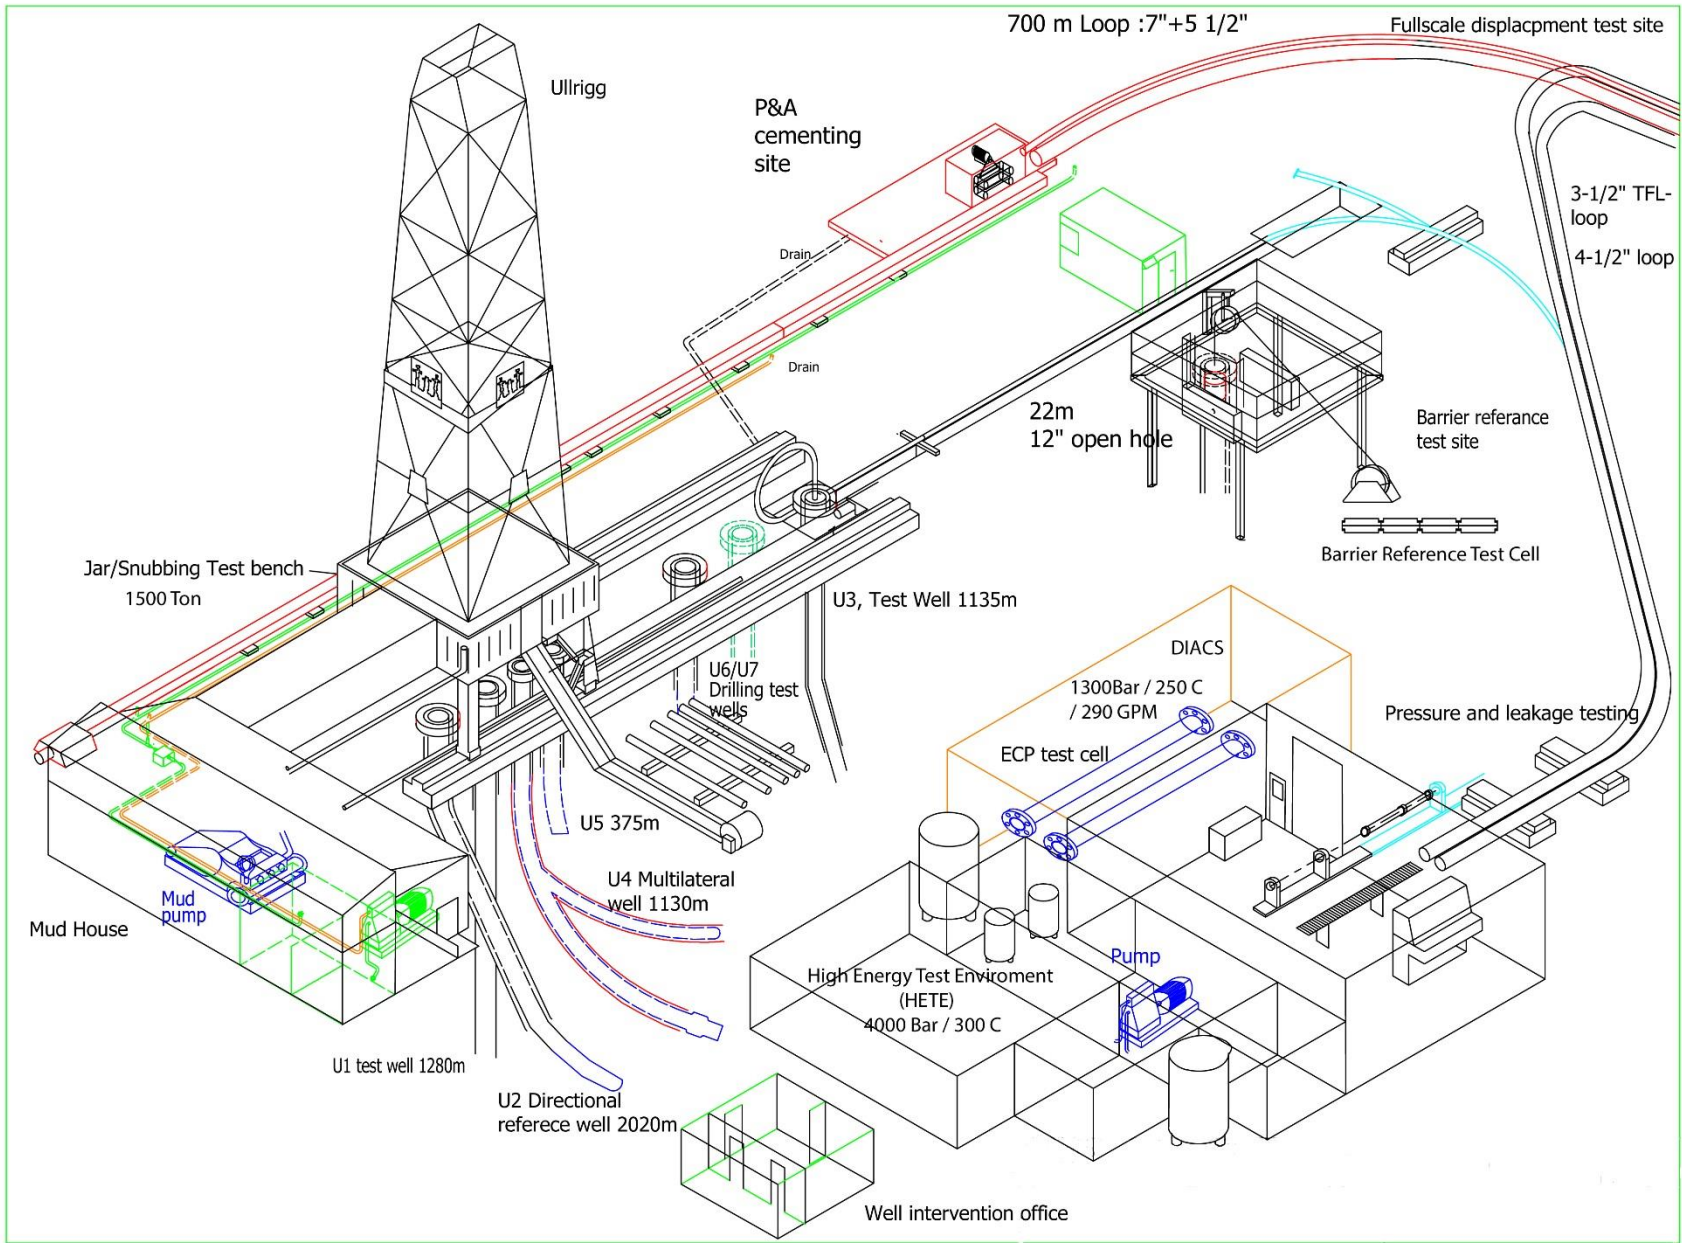 700 m Loop :7"+5 1/2"
Fullscale displacpment test site
Ullrigg
P&A
cementing
site
3-1/2" TFL-
loop
4-1/2" loop
Drain
Drain
22m
12" open hole
Barrier referance
test site
Barrier Reference Test Cell
Jar/Snubbing Test bench
1500 Ton
U3, Test Well 1135m
U6/U7
Drilling test
wells
DIACS
1300Bar / 250 C
/ 290 GPM
ECP test cell
Pressure and leakage testing
U5 375m
U4 Multilateral
well 1130m
Mud
pump
Mud House
Pump
High Energy Test Enviroment
(HETE)
4000 Bar / 300 C
U1 test well 1280m
U2 Directional
referece well 2020m
Well intervention office